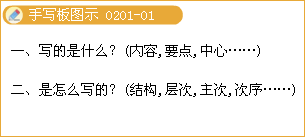 手写板图示 0201-01
一、写的是什么？(内容,要点,中心……)
二、是怎么写的？(结构,层次,主次,次序……)